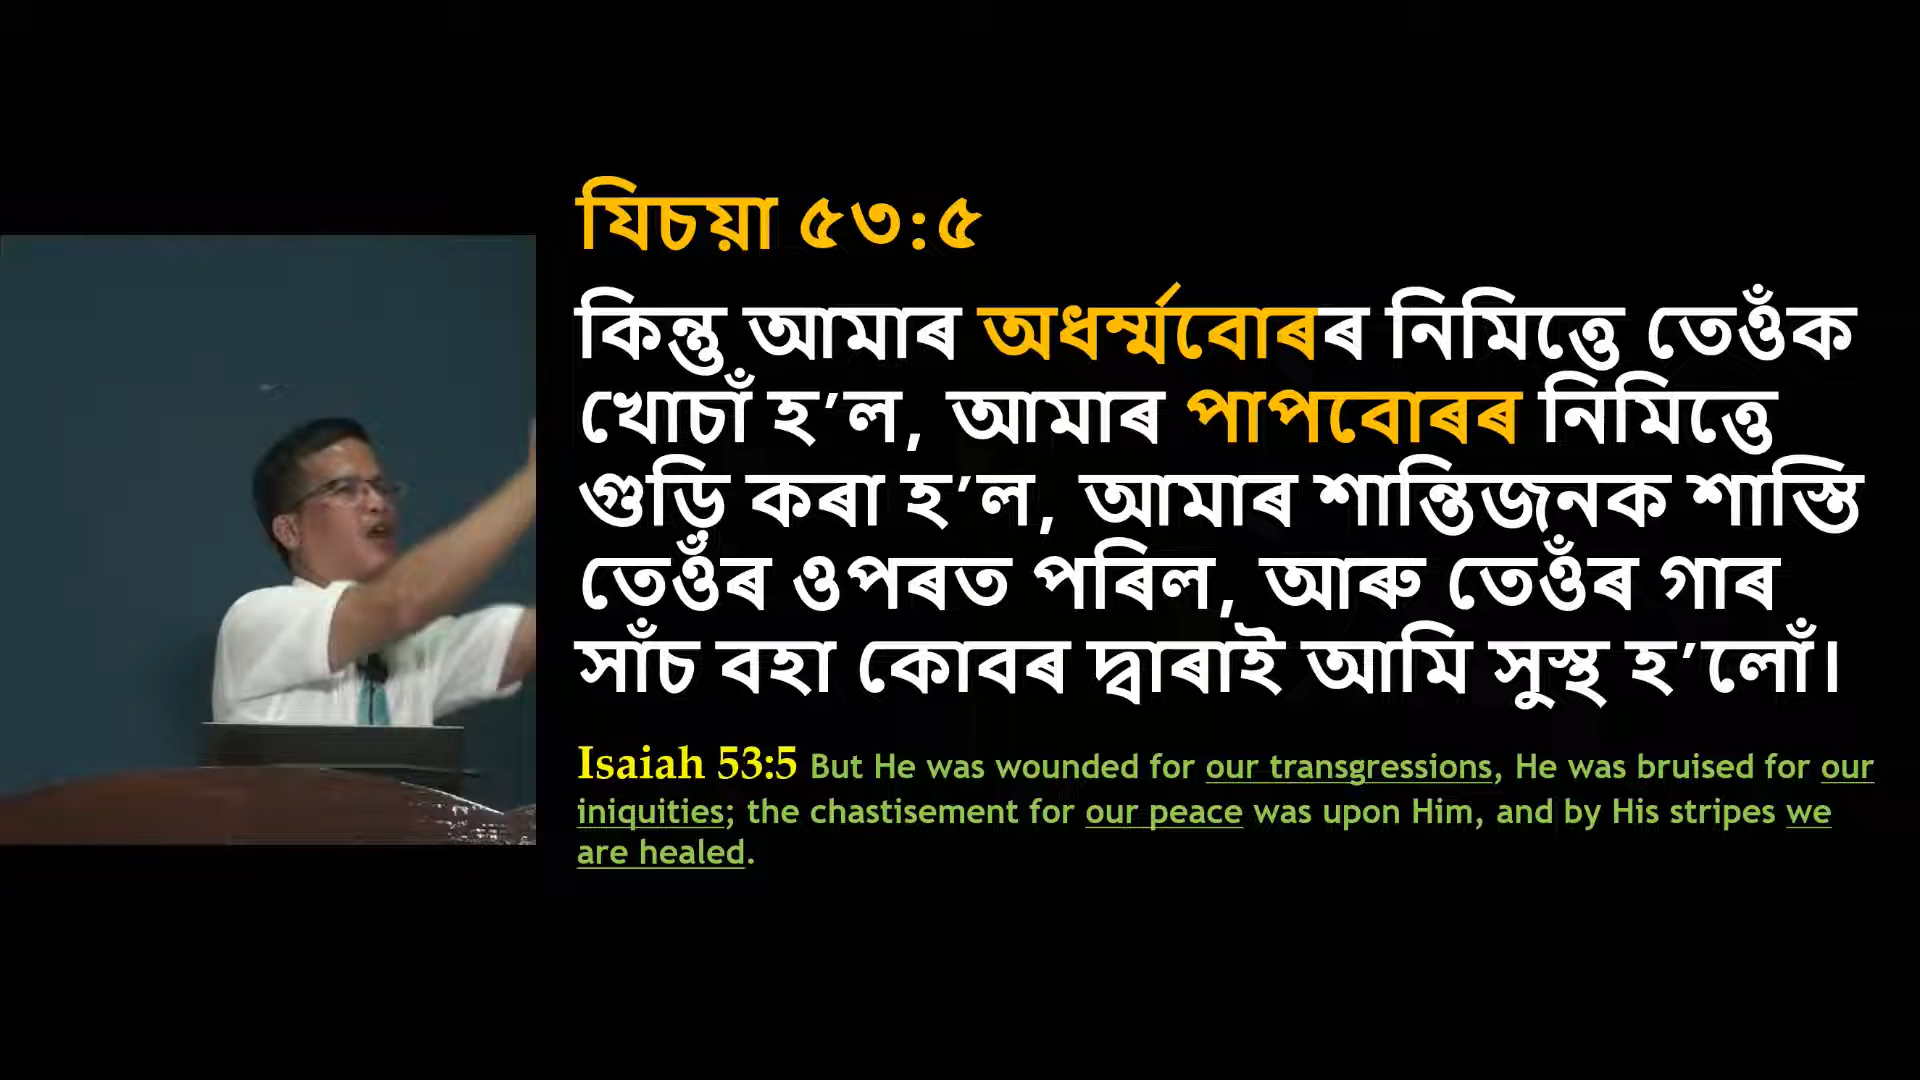 যিচয়া ৫৩:৫
কিন্তু আমাৰ অধৰ্ম্মবোৰৰ নিমিত্তে তেওঁক
খোচাঁ হ’ল, আমাৰ পাপবোৰৰ নিমিত্তে
গুড়ি কৰা হ’ল, আমাৰ শান্তিজনক শাস্তি
তেওঁৰ ওপৰত পৰিল, আৰু তেওঁৰ গাৰ
সাঁচ বহা কোবৰ দ্বাৰাই আমি সুস্থ হ’লোঁ।
Isaiah 53:5 But He was wounded for our transgressions, He was bruised for our
iniquities; the chastisement for our peace was upon Him, and by His stripes we
are healed.